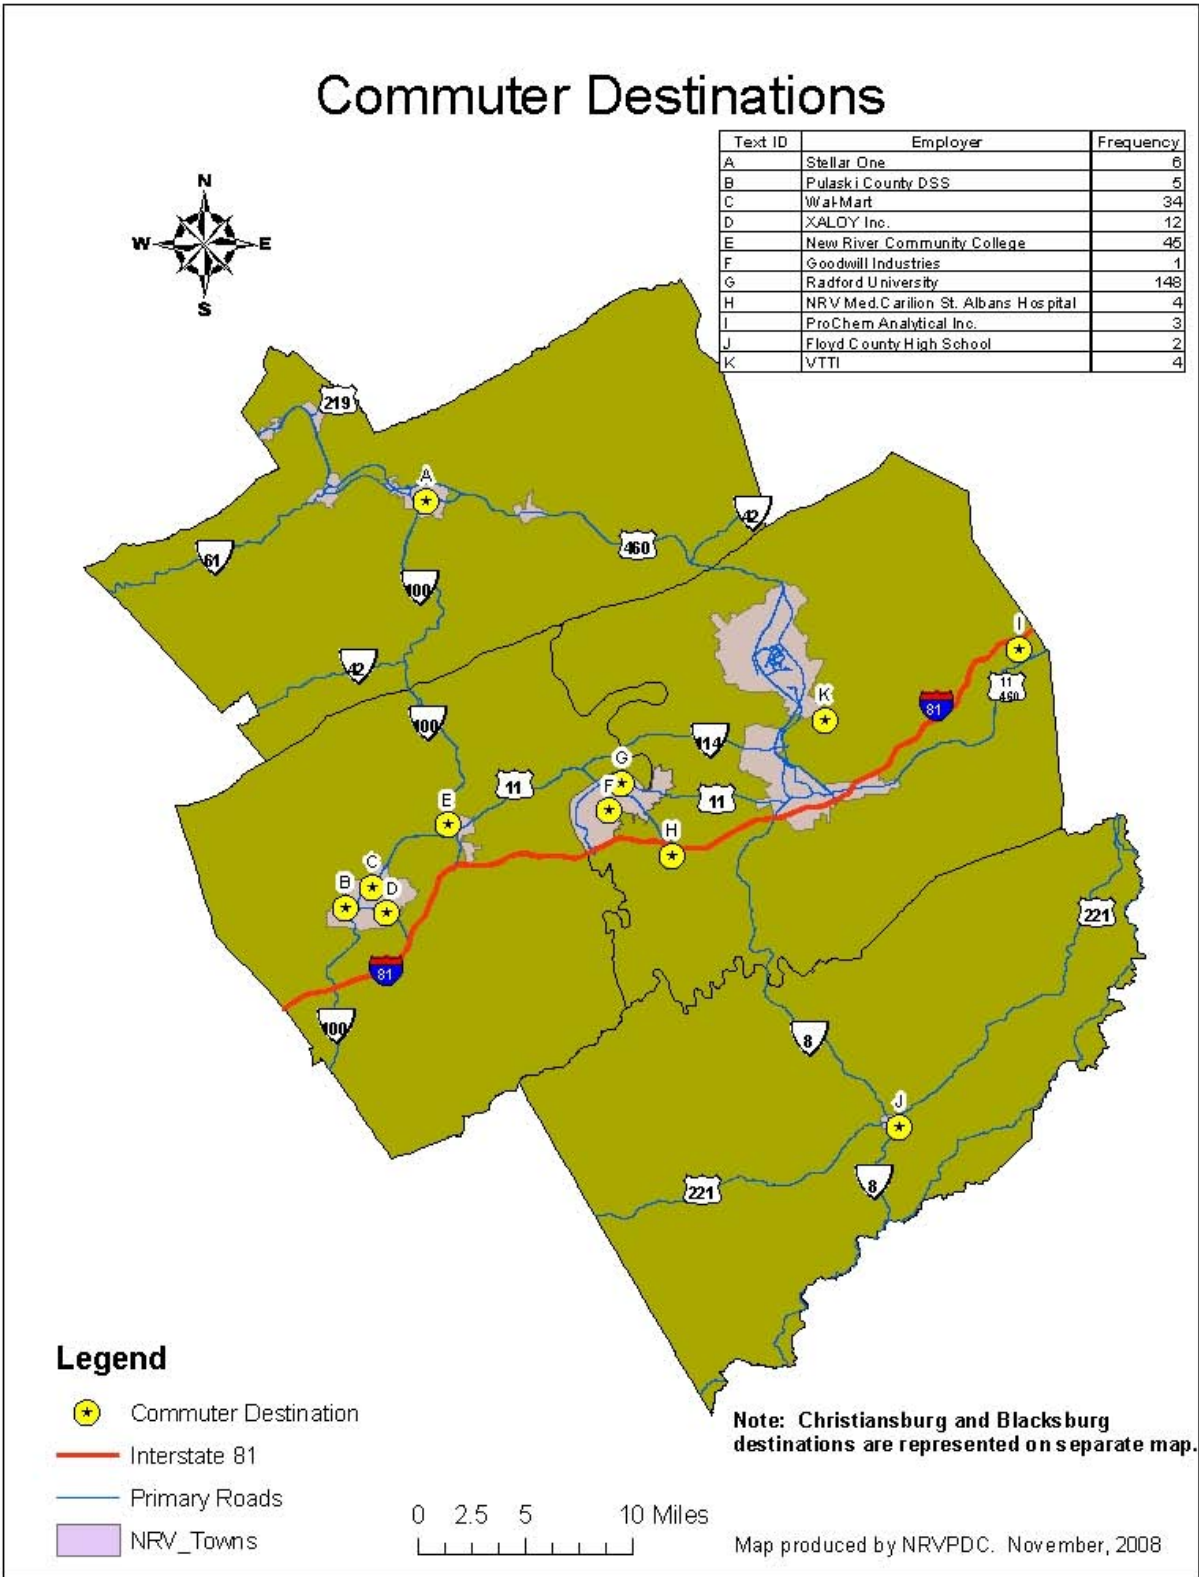 Commuter Destinations
Text ID Employer Frequency
A Stellar One 6
B Pulaski County DSS 5
C Wal-Mart 34
D XALOY Inc. 12
E New River Community College 45
F Goodwill Industries 1
G Radford University 148
H NRV Med.Carilion St. Albans Hospital 4
I ProChem Analytical Inc. 3
J Floyd County High School 2
K VTTI 4
N
W E
S
219
A
42
460
61
100
I
42
11
460
K
81
100
114
G
11
F
11
E
H
C
B D
221
81
100
8
J
221
8
Legend
Commuter Destination
Interstate 81
Primary Roads
NRV_Towns
0 2.5 5 10 Miles
Note: Christiansburg and Blacksburg
destinations are represented on separate map.
Map produced by NRVPDC. November, 2008